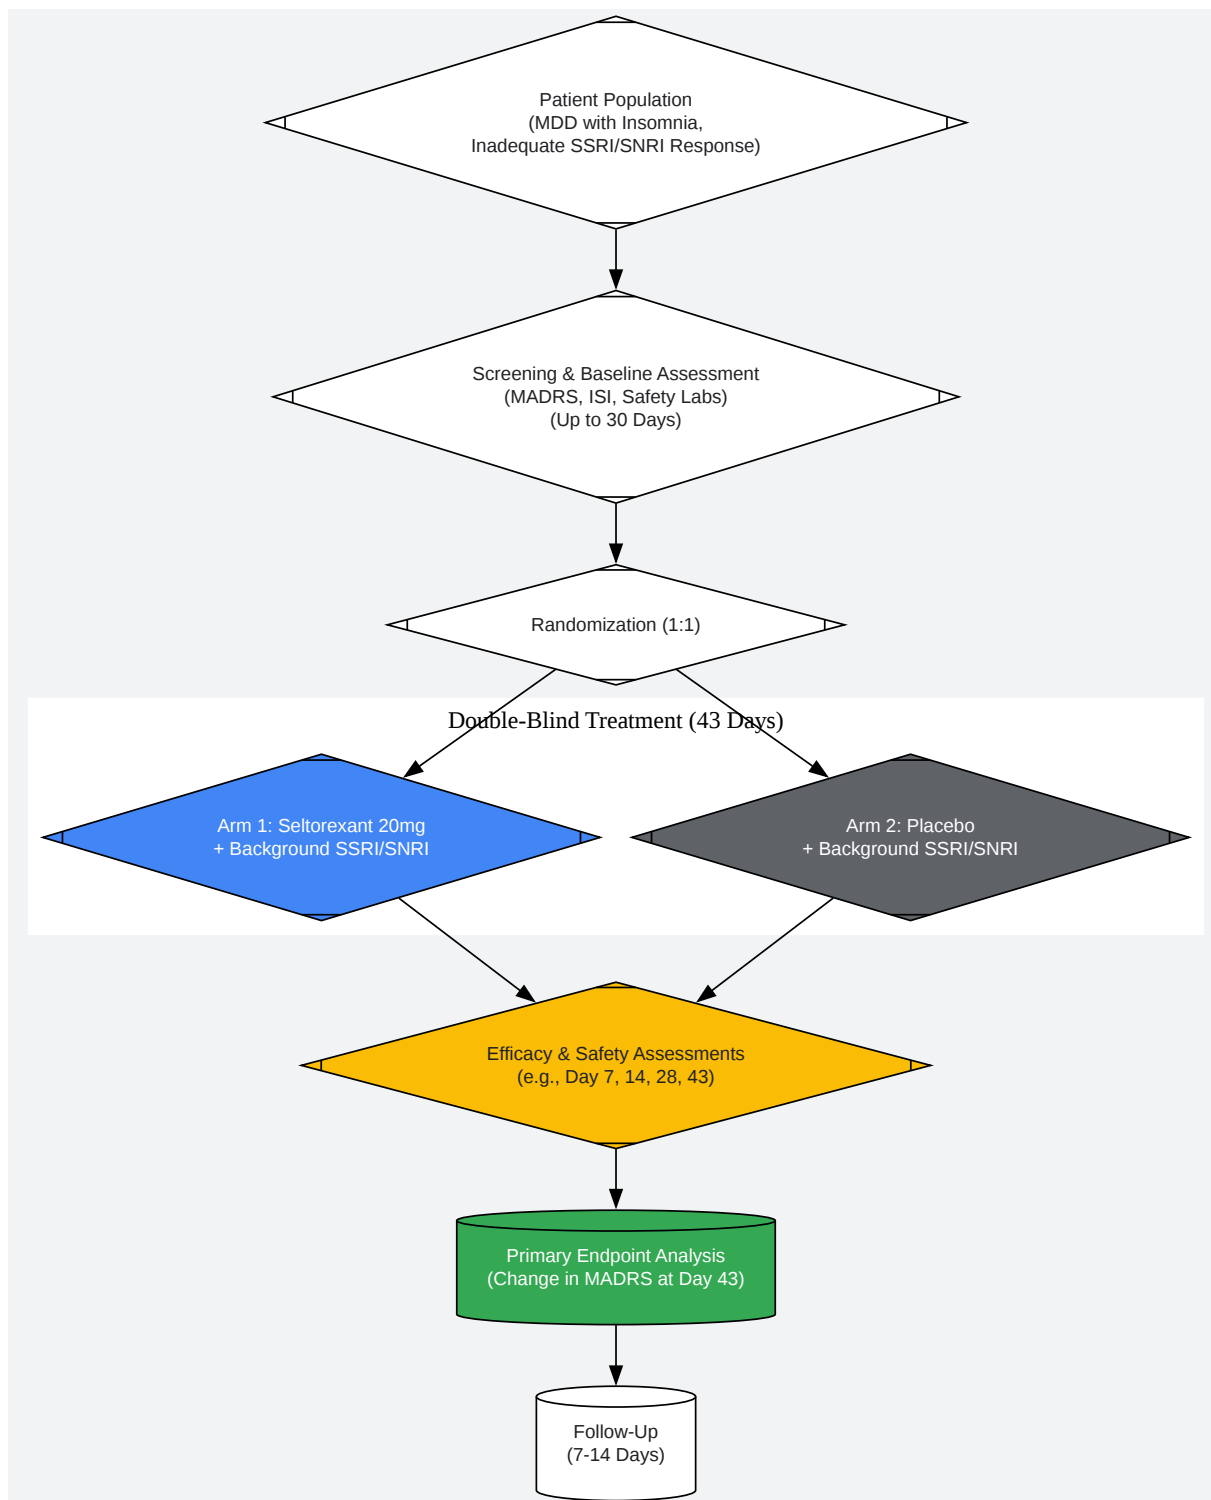 Patient Population
(MDD with Insomnia,
Inadequate SSRI/SNRI Response)
Screening & Baseline Assessment
(MADRS, ISI, Safety Labs)
(Up to 30 Days)
Randomization (1:1)
Double-Blind Treatment (43 Days)
Arm 1: Seltorexant 20mg
+ Background SSRI/SNRI
Arm 2: Placebo
+ Background SSRI/SNRI
Efficacy & Safety Assessments
(e.g., Day 7, 14, 28, 43)
Primary Endpoint Analysis
(Change in MADRS at Day 43)
Follow-Up
(7-14 Days)